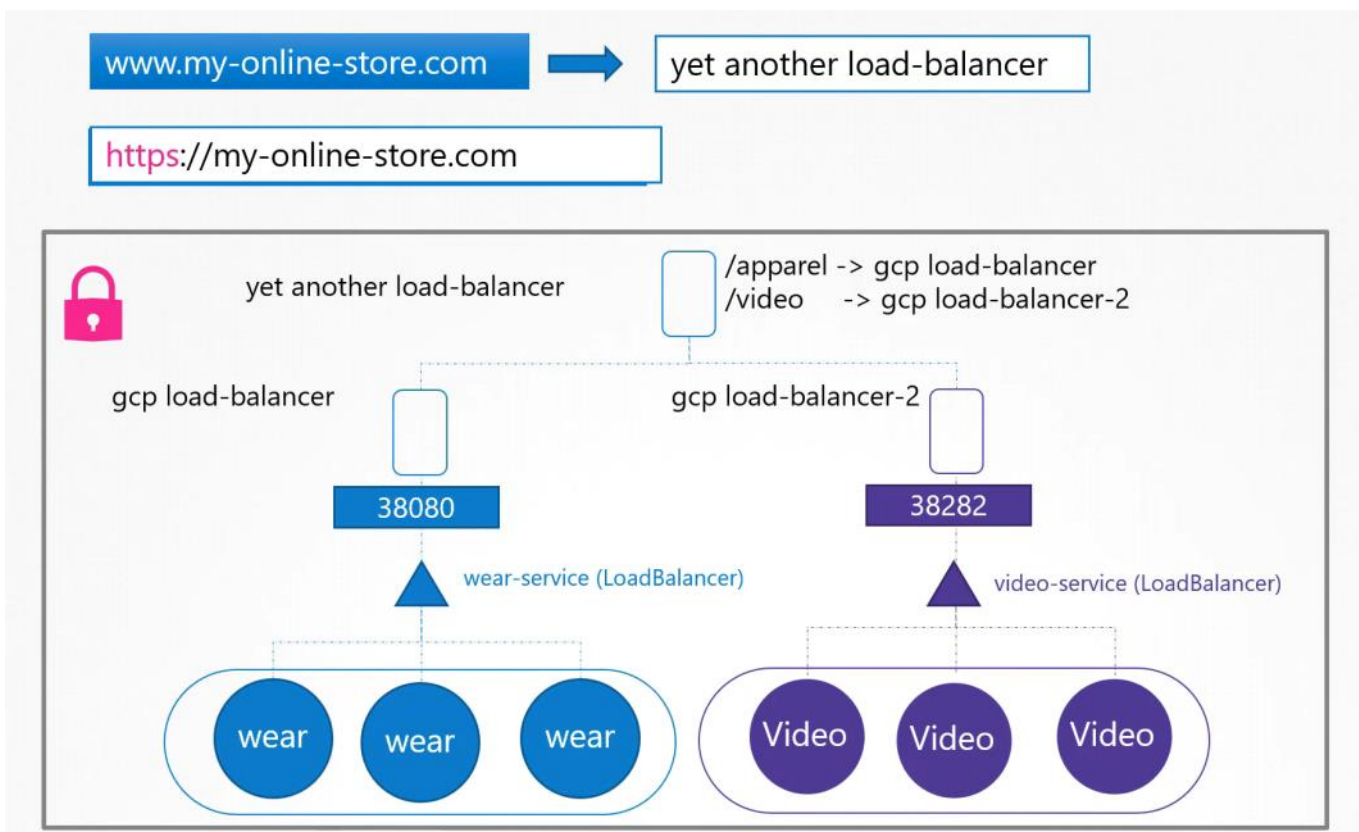 www.my-online-store.com
yet another load-balancer
https://my-online-store.com
yet another load-balancer
/apparel -> gcp load-balancer
/video -> gcp load-balancer-2
gcp load-balancer
gcp load-balancer-2
38080
38282
wear-service (LoadBalancer)
video-service (LoadBalancer)
wear
wear
wear
Video
Video
Video